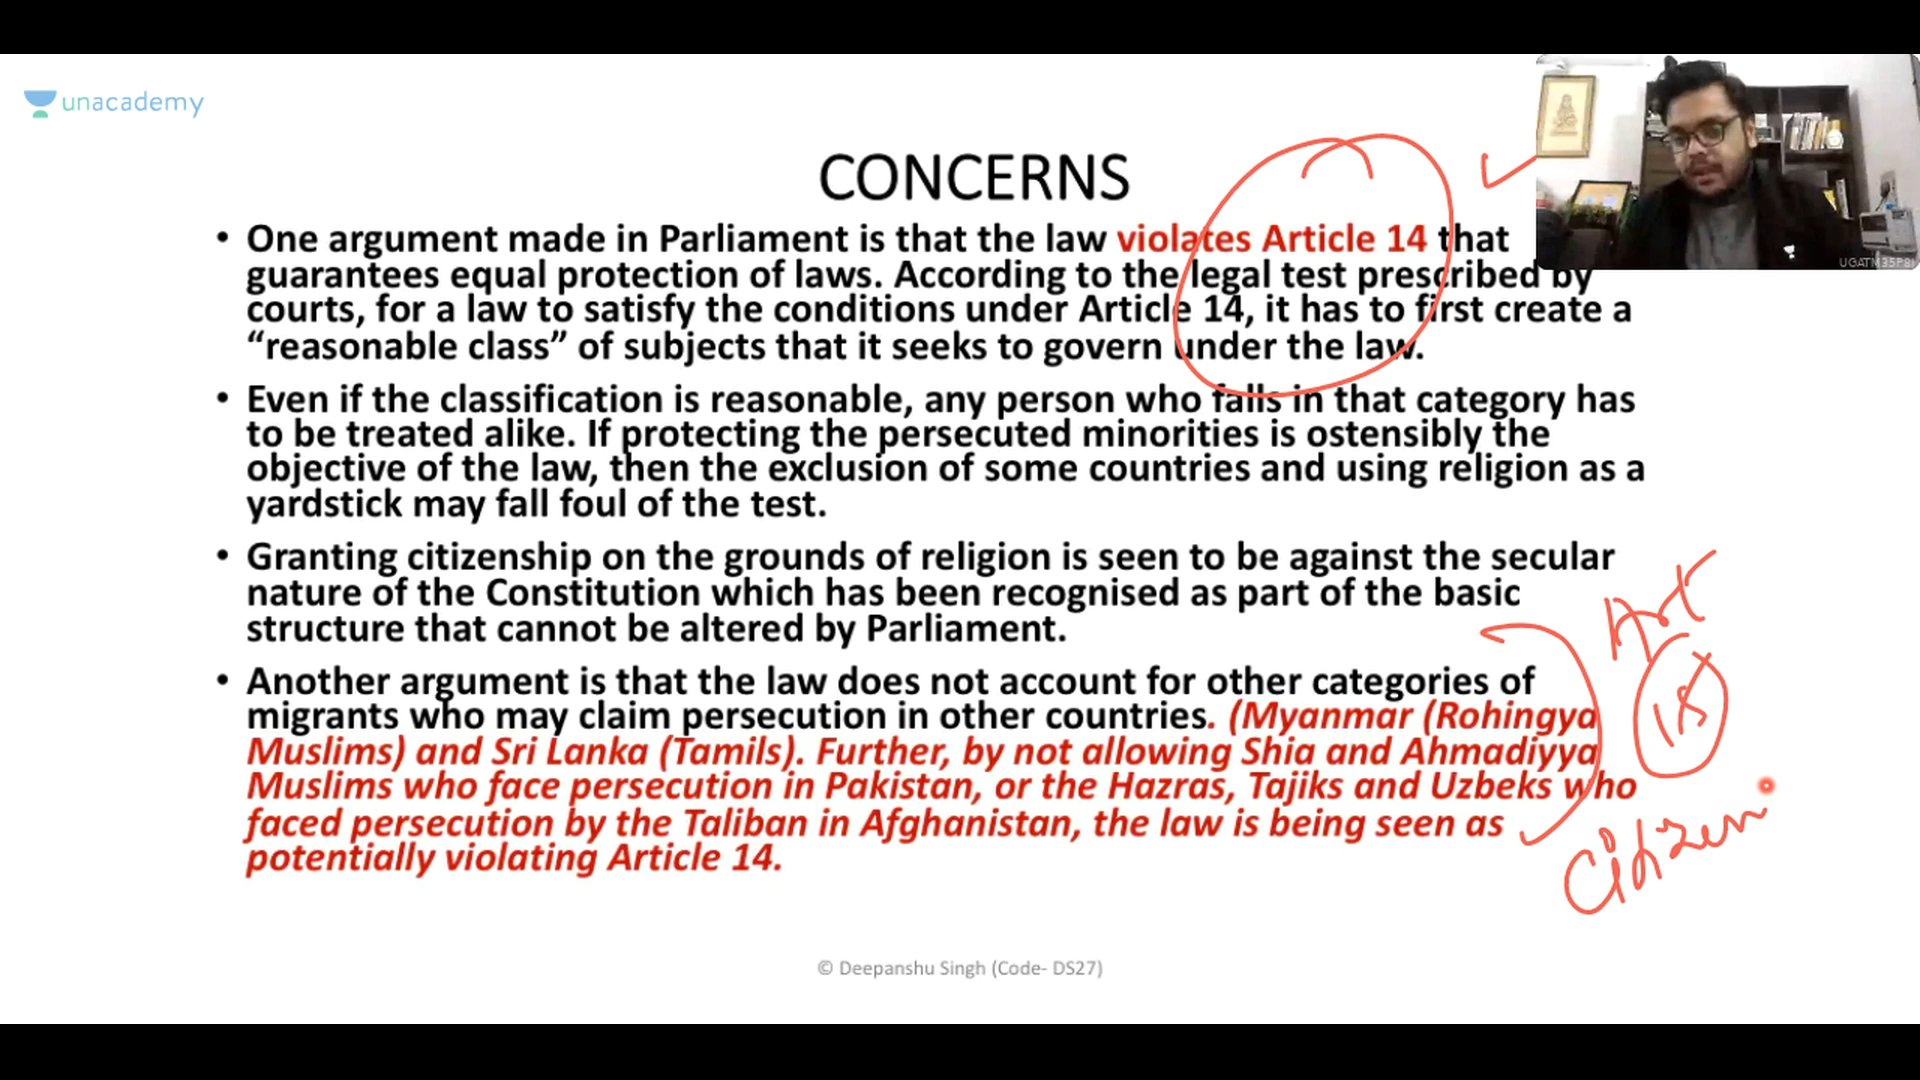 unacademy
CONCERNS
• One argument made in Parliament is that the law violates Article 14 that
guarantees equal protection of laws. According to the legal test prescribed by
courts, for a law to satisfy the conditions under Article 14, it has to first create a
“reasonable class” of subjects that it seeks to govern under the law.
• Even if the classification is reasonable, any person who falls in that category has
to be treated alike. If protecting the persecuted minorities is ostensibly the
objective of the law, then the exclusion of some countries and using religion as a
yardstick may fall foul of the test.
• Granting citizenship on the grounds of religion is seen to be against the secular
nature of the Constitution which has been recognised as part of the basic
structure that cannot be altered by Parliament.
• Another argument is that the law does not account for other categories of
migrants who may claim persecution in other countries. (Myanmar (Rohingya
Muslims) and Sri Lanka (Tamils). Further, by not allowing Shia and Ahmadiyya
Muslims who face persecution in Pakistan, or the Hazras, Tajiks and Uzbeks who
faced persecution by the Taliban in Afghanistan, the law is being seen as
potentially violating Article 14.
Art
15
Citizen
© Deepanshu Singh (Code- DS27)